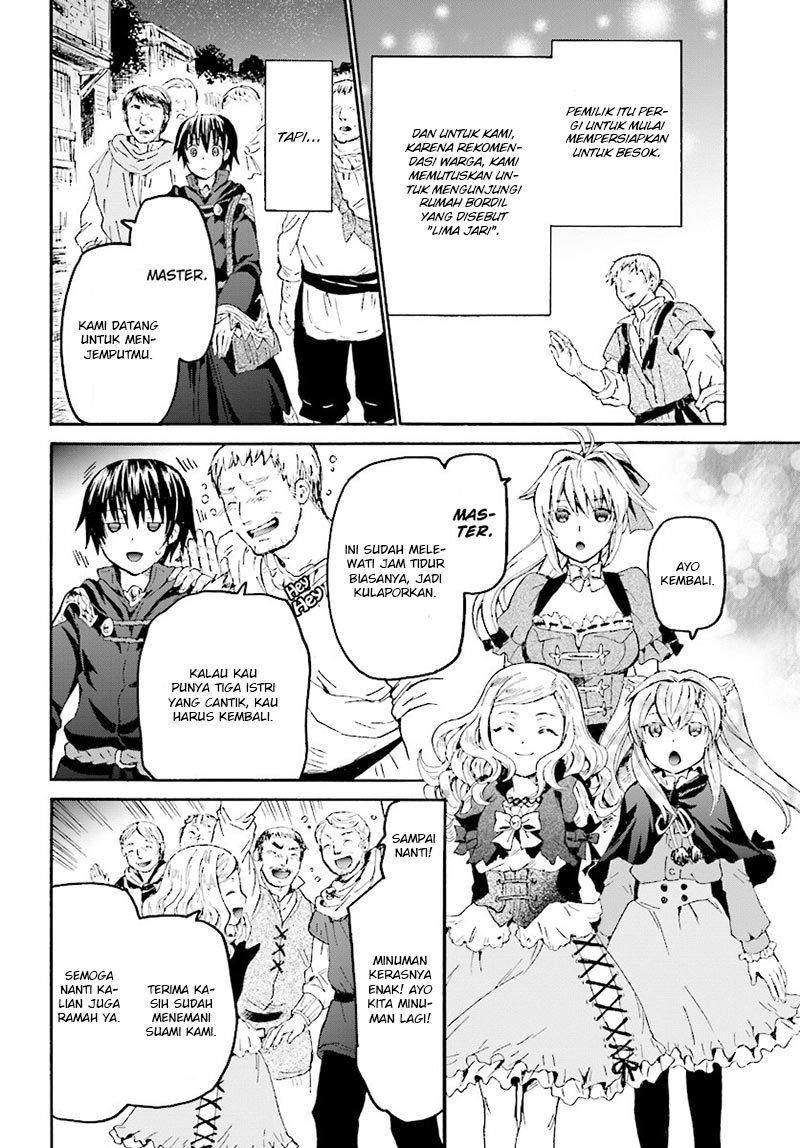 PEMILIK ITU PER-
GI UNTUK MULAI
MEMPERSIAPKAN
UNTUK BESOK.
DAN UNTUK KAMI,
KARENA REKOMEN-
DASI WARGA, KAMI
MEMUTUSKAN UN-
TUK MENGUNJUNGI
RUMAH BORDIL
YANG DISEBUT
"LIMA JARI".
TAPI...
MASTER.
KAMI DATANG
UNTUK MEN-
JEMPUTMU.
AYO
KEMBALI.
MAS-
TER.
INI SUDAH MELE-
WATI JAM TIDUR
BIASANYA, JADI
KULAPORKAN.
Hey
Hey
KALAU KAU
PUNYA TIGA ISTRI
YANG CANTIK, KAU
HARUS KEMBALI.
SAMPAI
NANTI!
MINUMAN
KERASNYA
ENAK! AYO
KITA MINU-
MAN LAGI!
TERIMA KA-
SIH SUDAH
MENEMANI
SUAMI KAMI.
SEMOGA
NANTI KA-
LIAN JUGA
RAMAH YA.